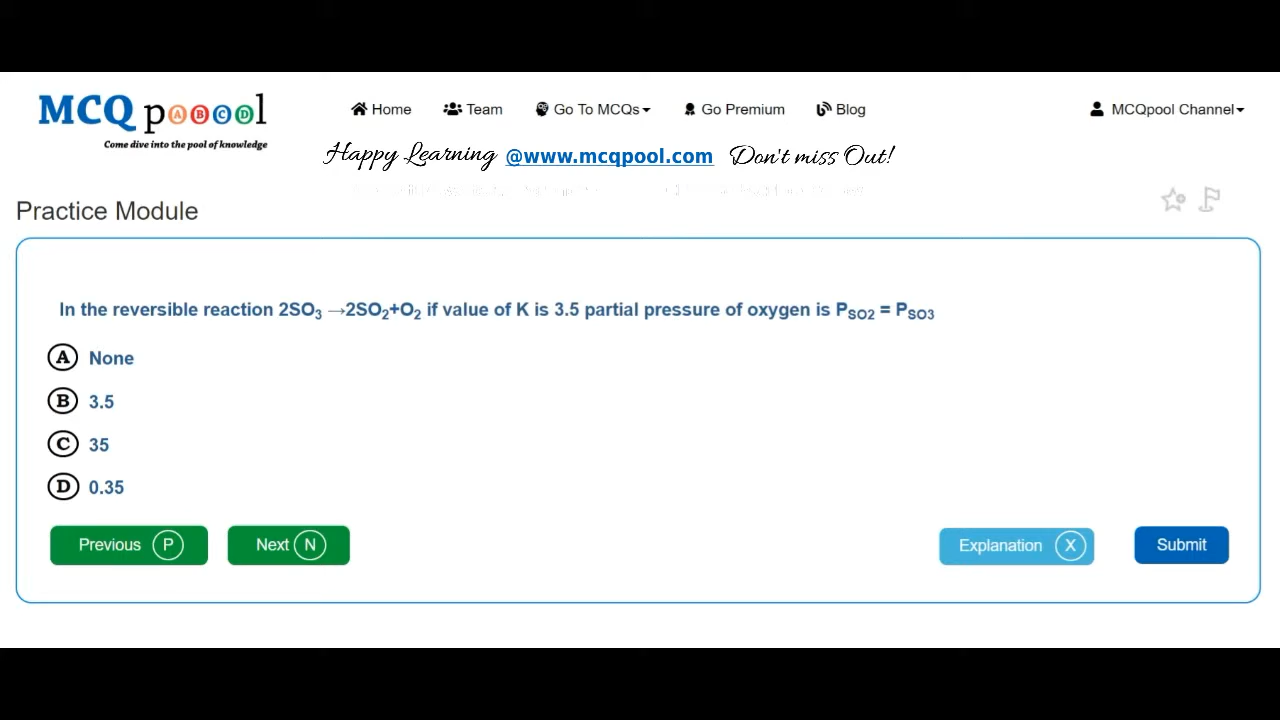 MCQ pABCDl
Come dive into the pool of knowledge
Home Team Go To MCQs Go Premium Blog MCQpool Channel
Happy Learning @www.mcqpool.com Don't miss Out!
Practice Module
In the reversible reaction 2SO₃ →2SO₂+O₂ if value of K is 3.5 partial pressure of oxygen is P_SO2 = P_SO3
A None
B 3.5
C 35
D 0.35
Previous P Next N Explanation X Submit